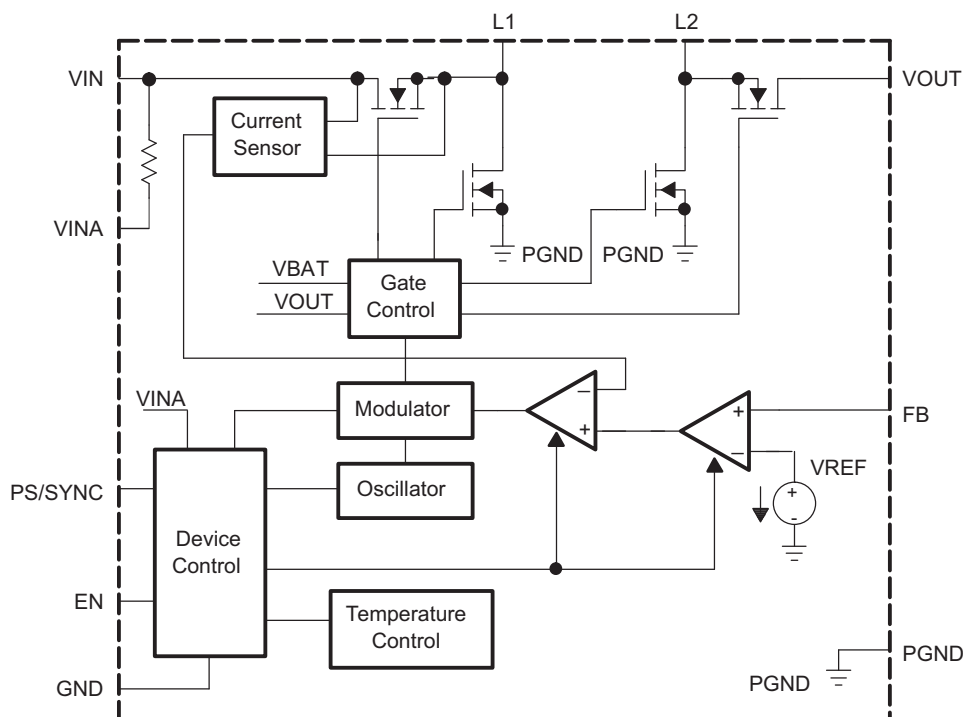 L1 L2
VIN
VOUT
Current
Sensor
VINA
PGND PGND
VBAT
VOUT
Gate
Control
VINA
Modulator
−
+
+
−
FB
VREF
+
-
PS/SYNC
Oscillator
Device
Control
EN
Temperature
Control
GND
PGND
PGND